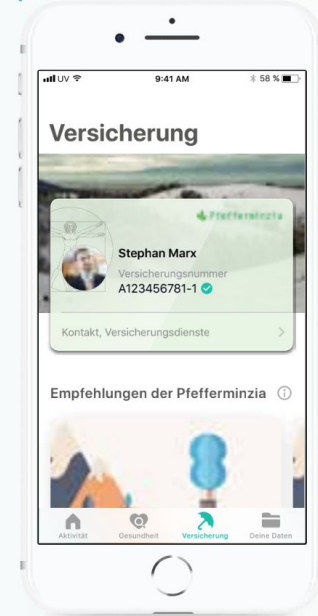 UV 9:41 AM 58 %
Versicherung
Pfefferminzia
Stephan Marx
Versicherungsnummer
A123456781-1
Kontakt, Versicherungsdienste
Empfehlungen der Pfefferminzia
Aktivität Gesundheit Versicherung Deine Daten